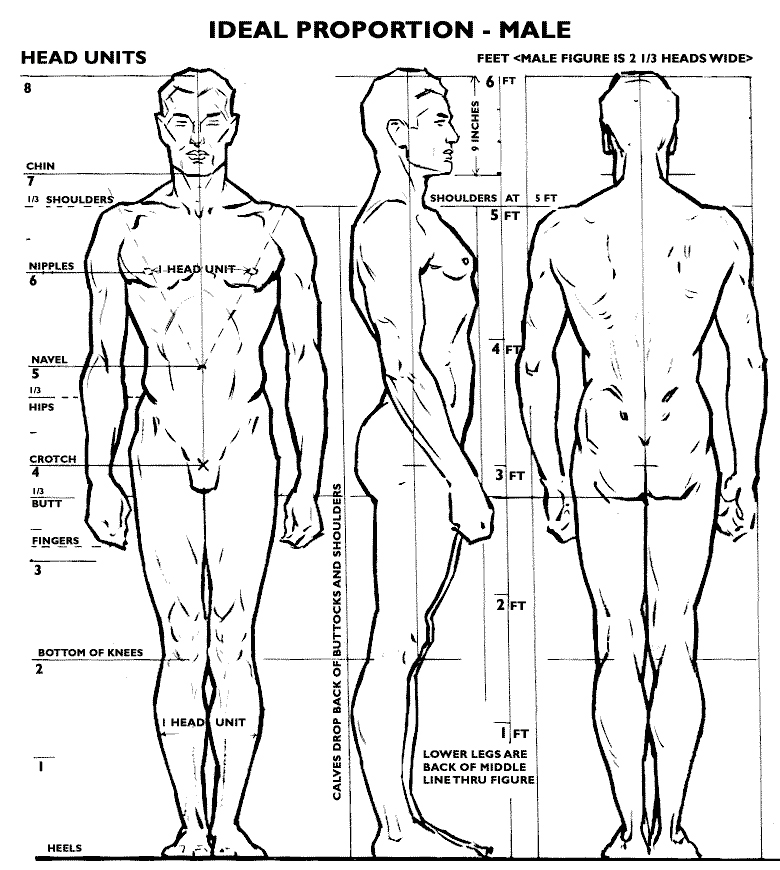 IDEAL PROPORTION - MALE
HEAD UNITS
FEET <MALE FIGURE IS 2 1/3 HEADS WIDE>
8
6 FT
9 INCHES
CHIN
7
1/3 SHOULDERS
SHOULDERS AT 5 FT
5 FT
NIPPLES
1 HEAD UNIT
6
4 FT
NAVEL
5
1/3
HIPS
CROTCH
4
3 FT
1/3
BUTT
FINGERS
3
CALVES DROP BACK OF BUTTOCKS AND SHOULDERS
2 FT
BOTTOM OF KNEES
2
1 HEAD UNIT
1 FT
LOWER LEGS ARE
BACK OF MIDDLE
LINE THRU FIGURE
1
HEELS